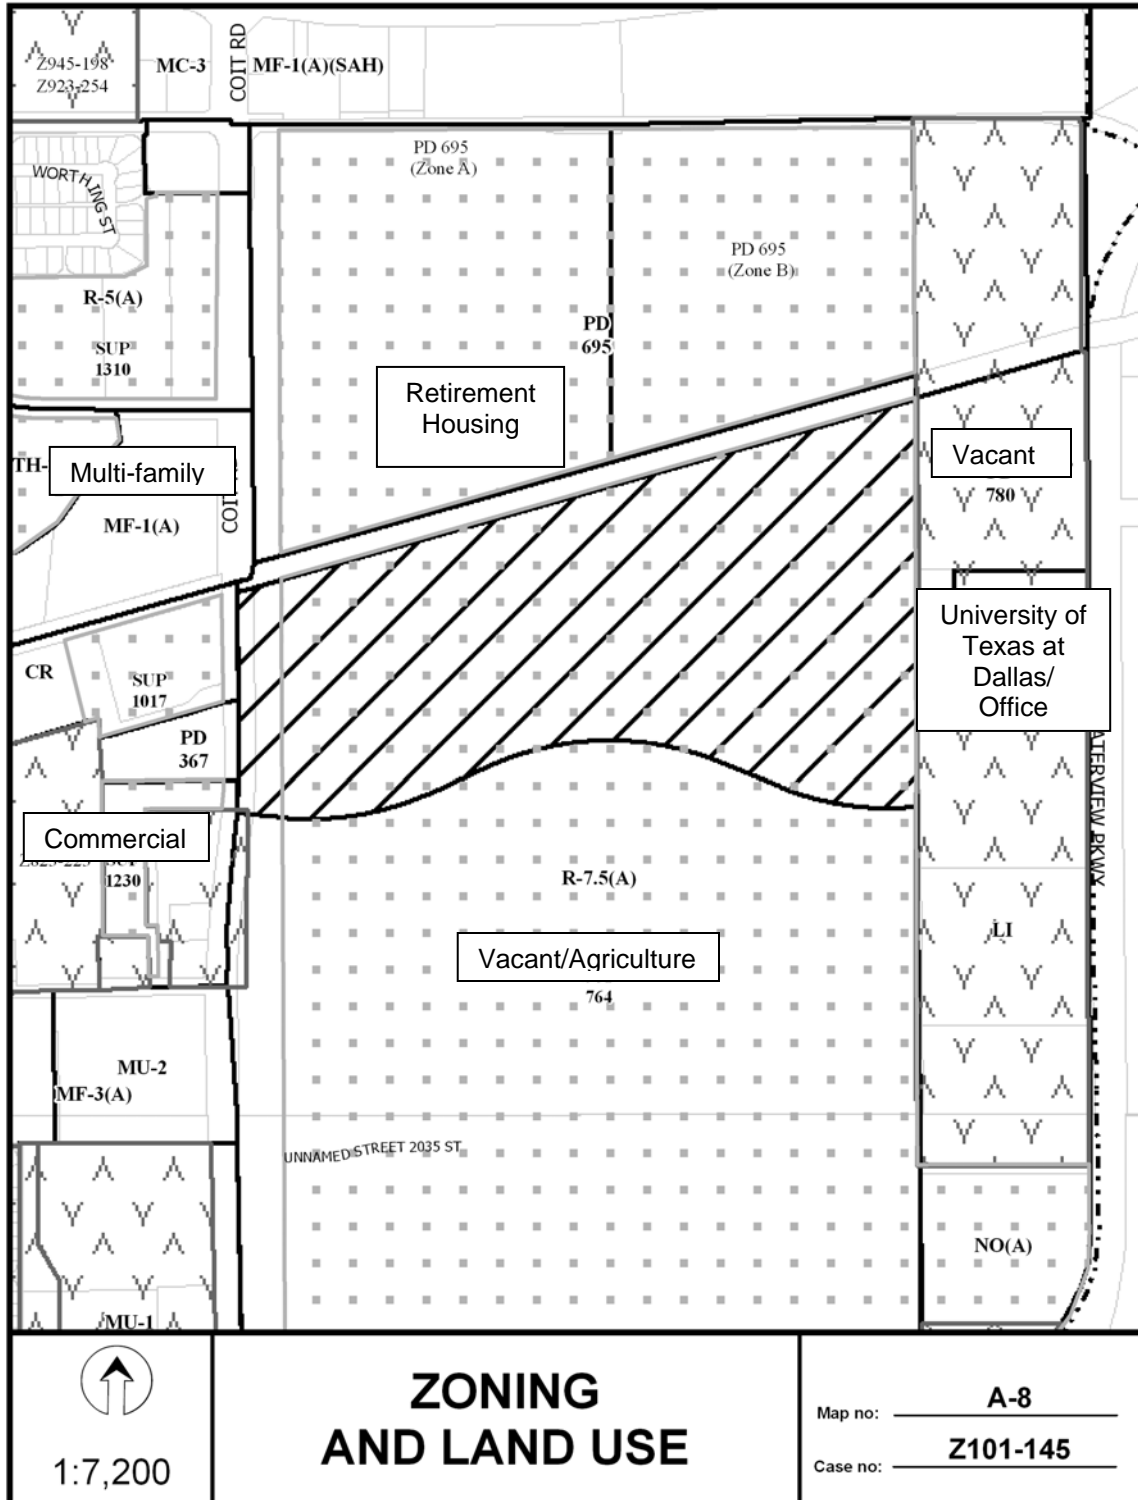 Z945-198
Z923-254
MC-3
COIT RD
MF-1(A)(SAH)
WORTHING ST
PD 695
(Zone A)
PD 695
(Zone B)
R-5(A)
SUP
1310
PD
695
Retirement
Housing
TH-
Multi-family
MF-1(A)
COIT
Vacant
780
University of
Texas at
Dallas/
Office
CR
SUP
1017
PD
367
Commercial
1230
ATERVIEW PKWY
R-7.5(A)
Vacant/Agriculture
764
LI
MU-2
MF-3(A)
UNNAMED STREET 2035 ST
NO(A)
MU-1
1:7,200
ZONING
AND LAND USE
Map no: A-8
Case no: Z101-145